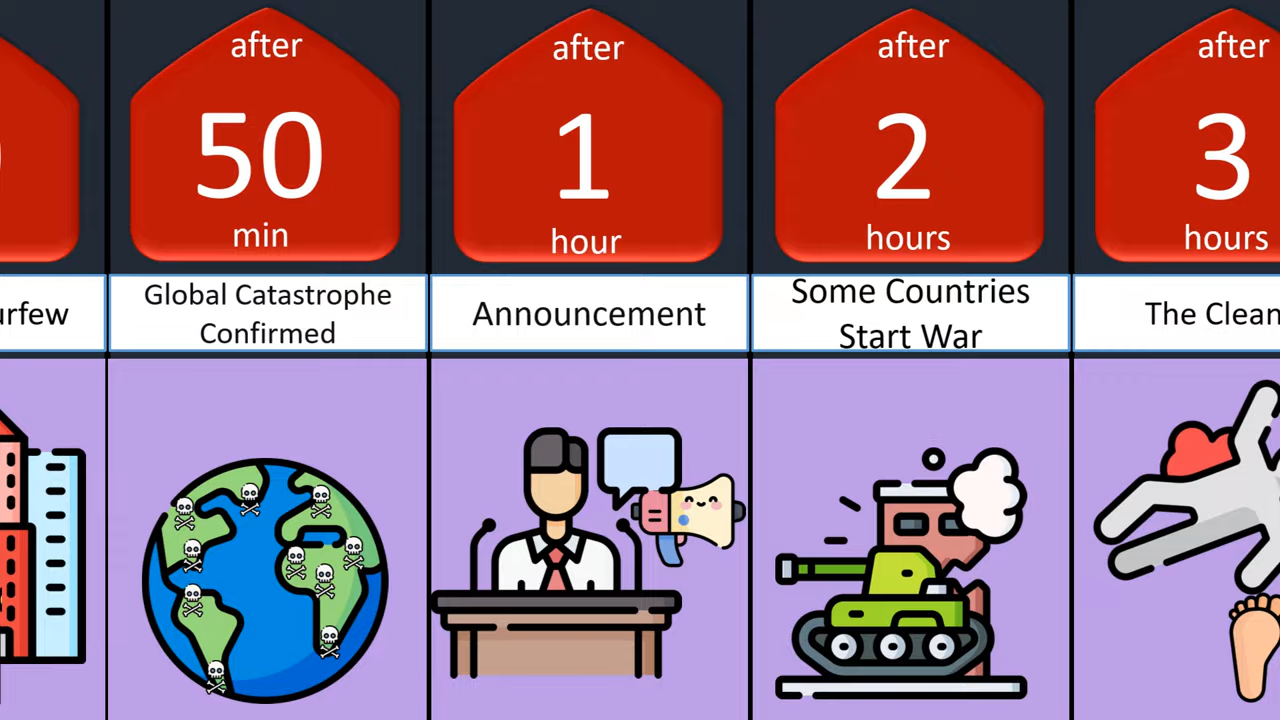 after
50
min
Global Catastrophe
Confirmed
after
1
hour
Announcement
after
2
hours
Some Countries
Start War
after
3
hours
The Clean